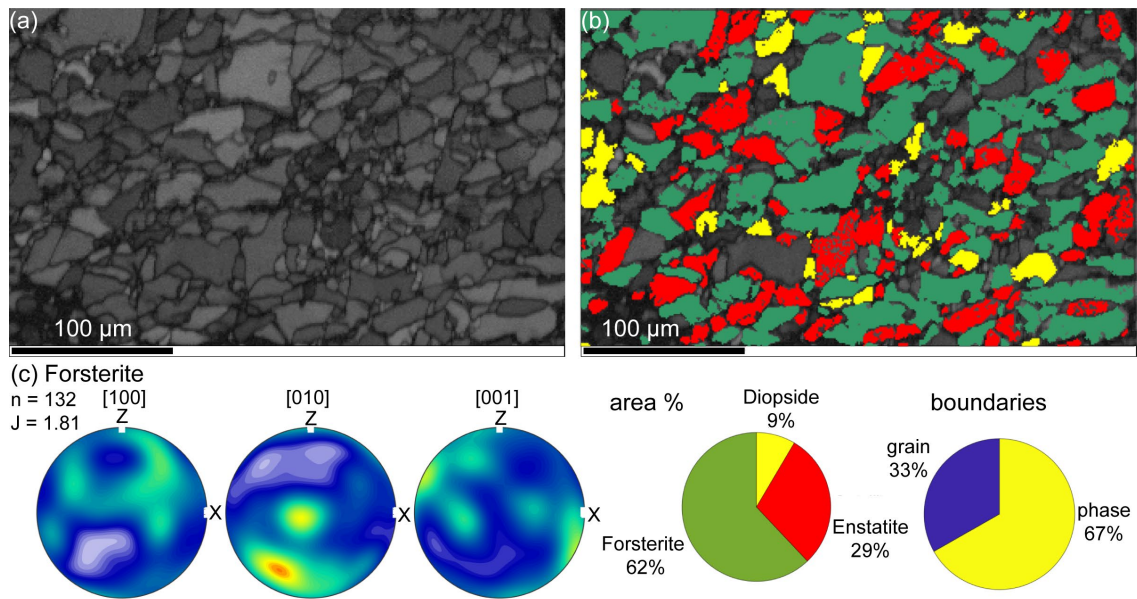 (a)
(b)
100 µm
100 µm
(c) Forsterite
n = 132
J = 1.81
[100]
Z
[010]
Z
[001]
Z
X
X
X
area %
Diopside
9%
Enstatite
29%
Forsterite
62%
boundaries
grain
33%
phase
67%